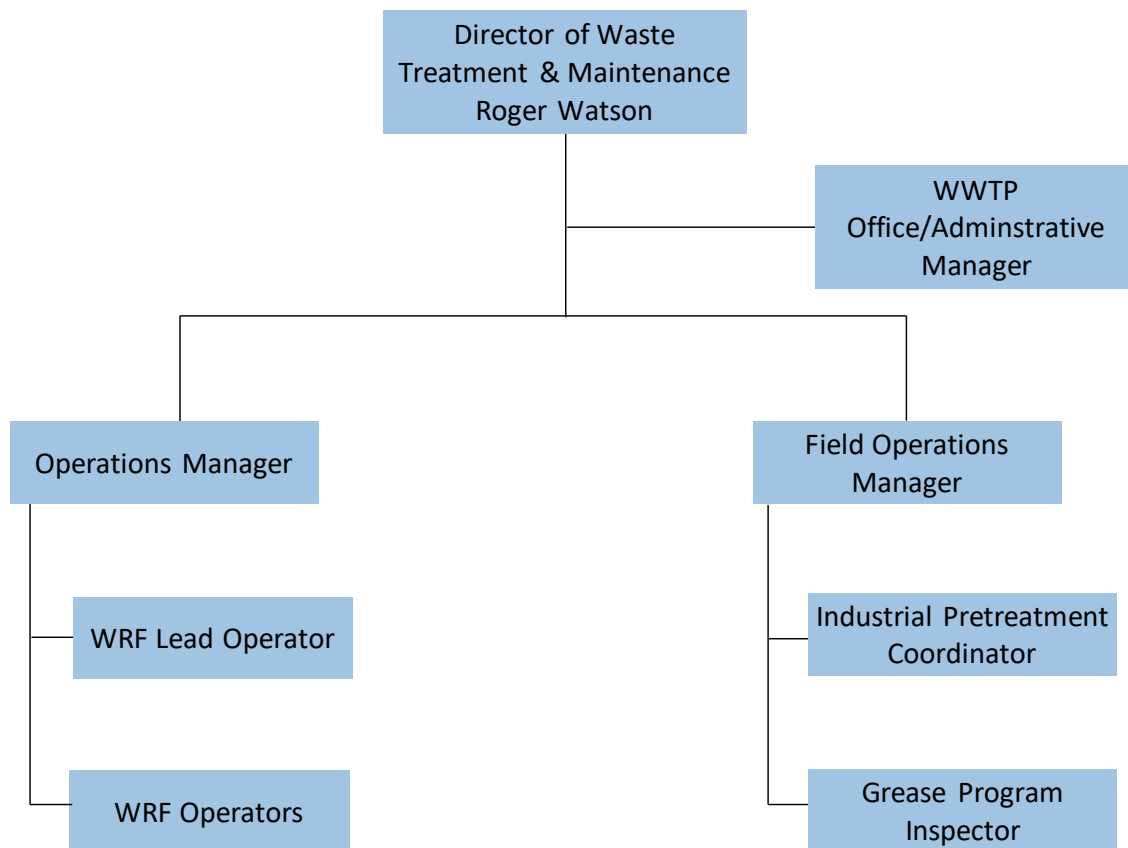 Director of Waste
Treatment & Maintenance
Roger Watson
WWTP
Office/Adminstrative
Manager
Operations Manager
Field Operations
Manager
WRF Lead Operator
Industrial Pretreatment
Coordinator
WRF Operators
Grease Program
Inspector